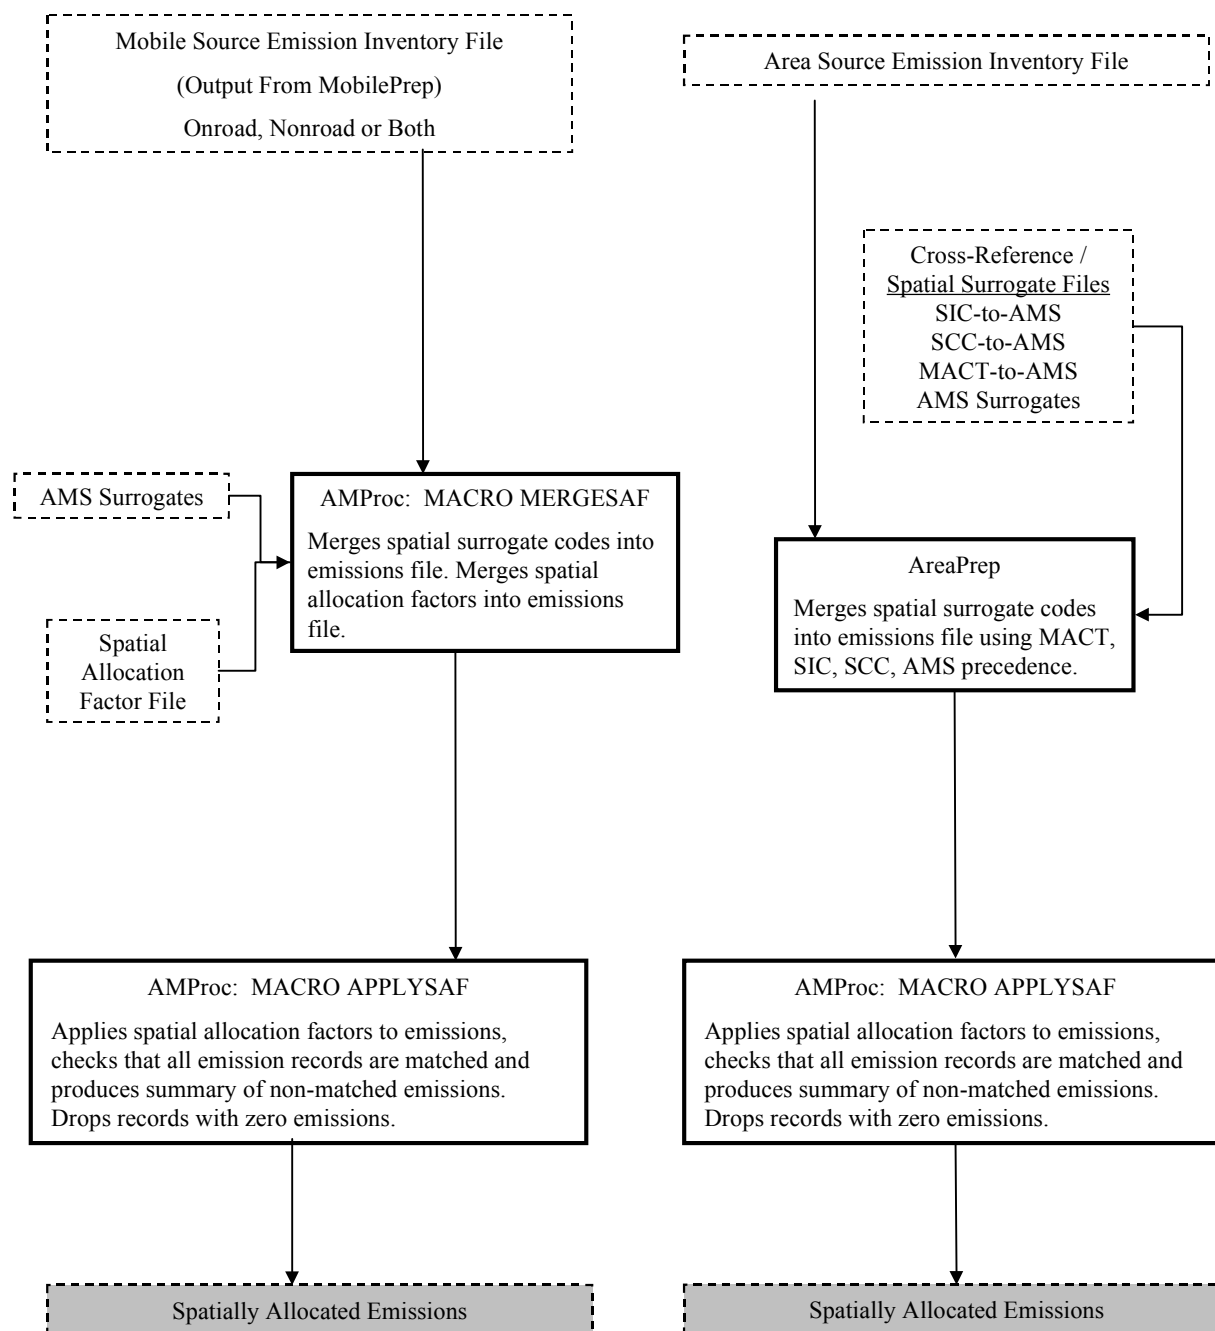 Mobile Source Emission Inventory File
(Output From MobilePrep)
Onroad, Nonroad or Both
Area Source Emission Inventory File
Cross-Reference /
Spatial Surrogate Files
SIC-to-AMS
SCC-to-AMS
MACT-to-AMS
AMS Surrogates
AMS Surrogates
Spatial
Allocation
Factor File
AMProc:  MACRO MERGESAF
Merges spatial surrogate codes into
emissions file. Merges spatial
allocation factors into emissions
file.
AreaPrep
Merges spatial surrogate codes
into emissions file using MACT,
SIC, SCC, AMS precedence.
AMProc:  MACRO APPLYSAF
Applies spatial allocation factors to emissions,
checks that all emission records are matched and
produces summary of non-matched emissions.
Drops records with zero emissions.
AMProc:  MACRO APPLYSAF
Applies spatial allocation factors to emissions,
checks that all emission records are matched and
produces summary of non-matched emissions.
Drops records with zero emissions.
Spatially Allocated Emissions
Spatially Allocated Emissions